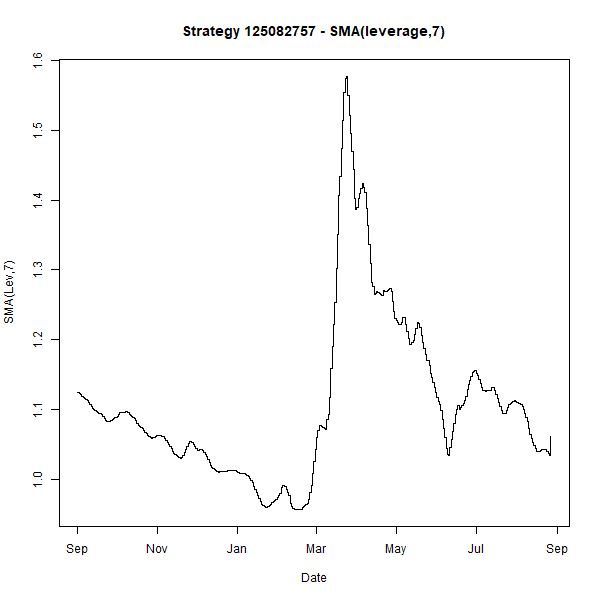 Strategy 125082757 - SMA(leverage,7)
1.6
1.5
1.4
1.3
1.2
1.1
1.0
SMA(Lev,7)
Sep Nov Jan Mar May Jul Sep
Date